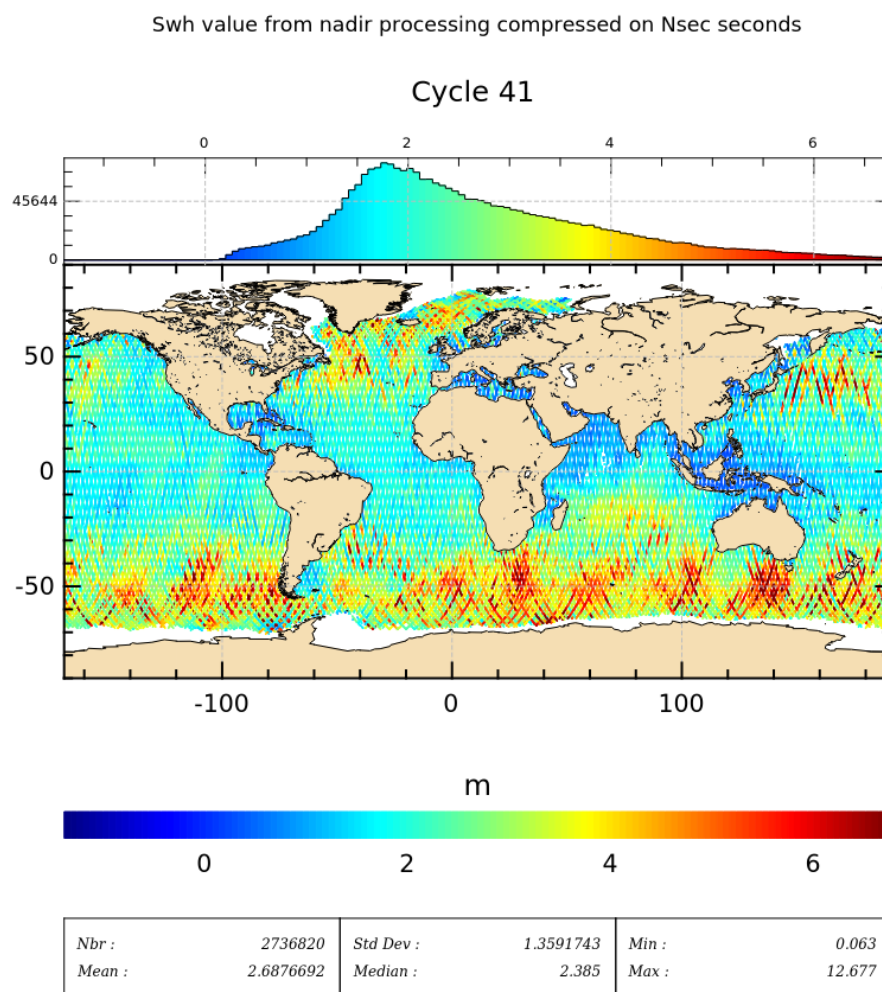 Swh value from nadir processing compressed on Nsec seconds
Cycle 41
0 2 4 6
45644
0
50
0
-50
-100 0 100
m
0 2 4 6
Nbr : 2736820 Std Dev : 1.3591743 Min : 0.063
Mean : 2.6876692 Median : 2.385 Max : 12.677